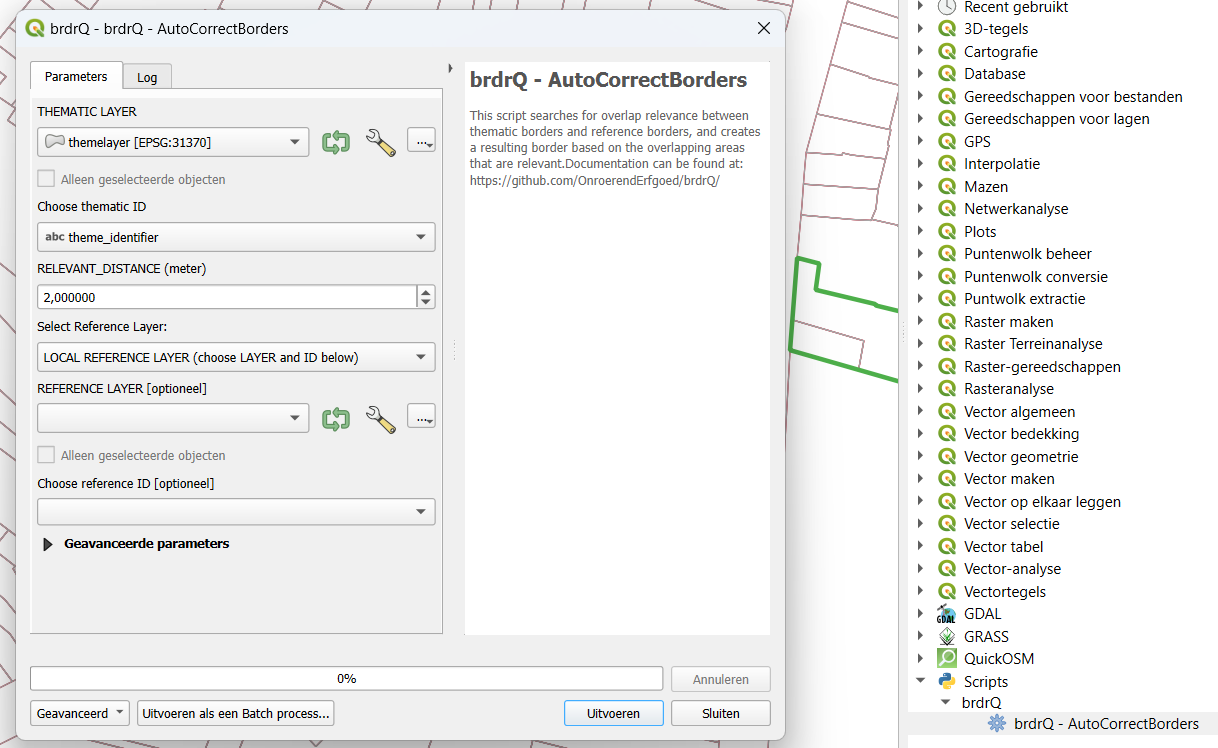 brdrQ - brdrQ - AutoCorrectBorders
Parameters
Log
THEMATIC LAYER
themelayer [EPSG:31370]
...
Alleen geselecteerde objecten
Choose thematic ID
abc theme_identifier
RELEVANT_DISTANCE (meter)
2,000000
Select Reference Layer:
LOCAL REFERENCE LAYER (choose LAYER and ID below)
REFERENCE LAYER [optioneel]
...
Alleen geselecteerde objecten
Choose reference ID [optioneel]
Geavanceerde parameters
brdrQ - AutoCorrectBorders
This script searches for overlap relevance between
thematic borders and reference borders, and creates
a resulting border based on the overlapping areas
that are relevant.Documentation can be found at:
https://github.com/OnroerendErfgoed/brdrQ/
0%
Annuleren
Geavanceerd
Uitvoeren als een Batch process...
Uitvoeren
Sluiten
Recent gebruikt
3D-tegels
Cartografie
Database
Gereedschappen voor bestanden
Gereedschappen voor lagen
GPS
Interpolatie
Mazen
Netwerkanalyse
Plots
Puntenwolk beheer
Puntenwolk conversie
Puntwolk extractie
Raster maken
Raster Terreinanalyse
Raster-gereedschappen
Rasteranalyse
Vector algemeen
Vector bedekking
Vector geometrie
Vector maken
Vector op elkaar leggen
Vector selectie
Vector tabel
Vector-analyse
Vectortegels
GDAL
GDAL
GRASS
QuickOSM
Scripts
brdrQ
brdrQ - AutoCorrectBorders